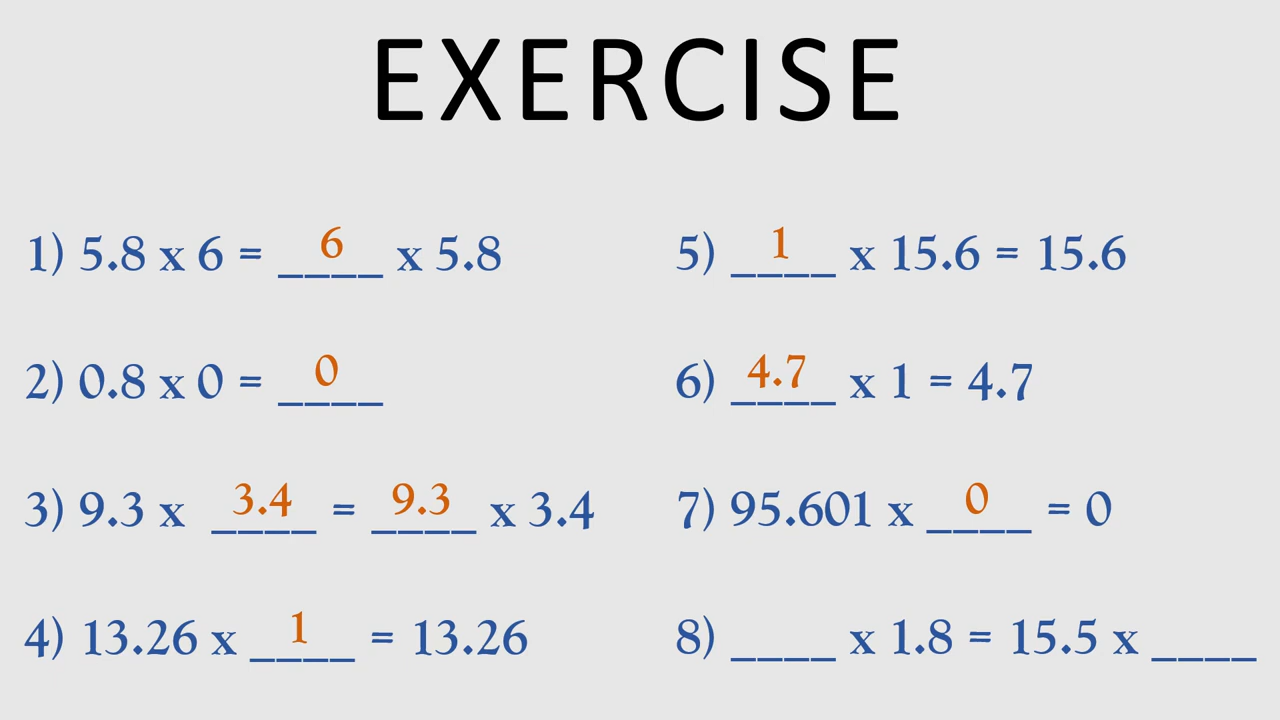 EXERCISE
1) 5.8 x 6 = 6 x 5.8
2) 0.8 x 0 = 0
3) 9.3 x 3.4 = 9.3 x 3.4
4) 13.26 x 1 = 13.26
5) 1 x 15.6 = 15.6
6) 4.7 x 1 = 4.7
7) 95.601 x 0 = 0
8) ____ x 1.8 = 15.5 x ____